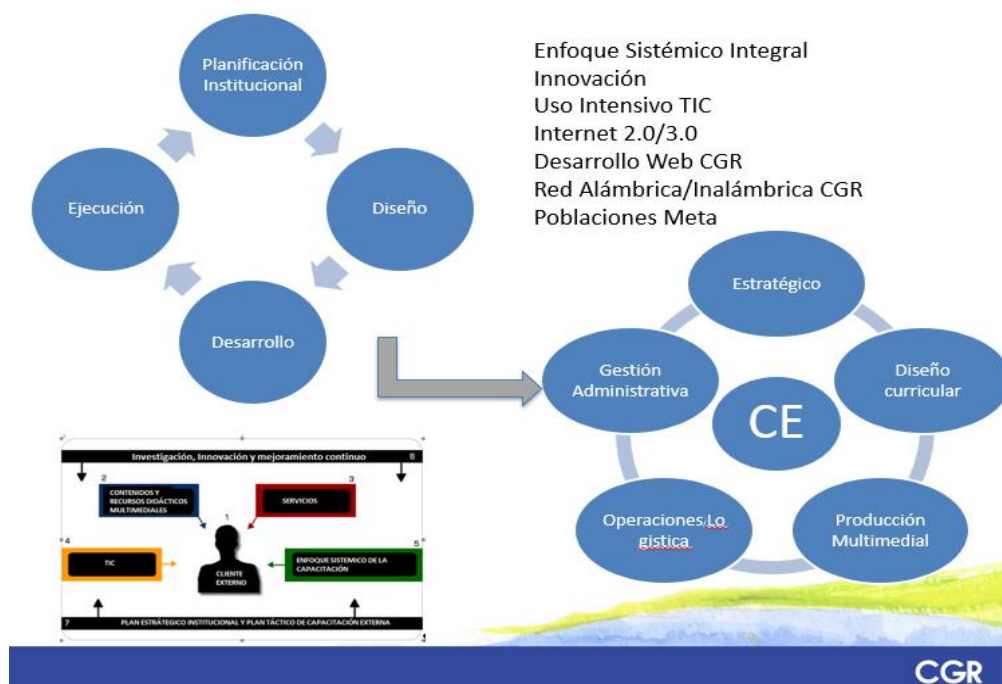 Planificación
Institucional
Diseño
Desarrollo
Ejecución
Enfoque Sistémico Integral
Innovación
Uso Intensivo TIC
Internet 2.0/3.0
Desarrollo Web CGR
Red Alámbrica/Inalámbrica CGR
Poblaciones Meta
Estratégico
Diseño
curricular
Producción
Multimedial
Operaciones/Lo
gistica
Gestión
Administrativa
CE
Investigación, Innovación y mejoramiento continuo 6
2
CONTENIDOS Y
RECURSOS DIDÁCTICOS
MULTIMEDIALES
3
SERVICIOS
1
CLIENTE
EXTERNO
4
TIC
5
ENFOQUE SISTEMICO DE LA
CAPACITACIÓN
7 PLAN ESTRATÉGICO INSTITUCIONAL Y PLAN TÁCTICO DE CAPACITACIÓN EXTERNA
CGR